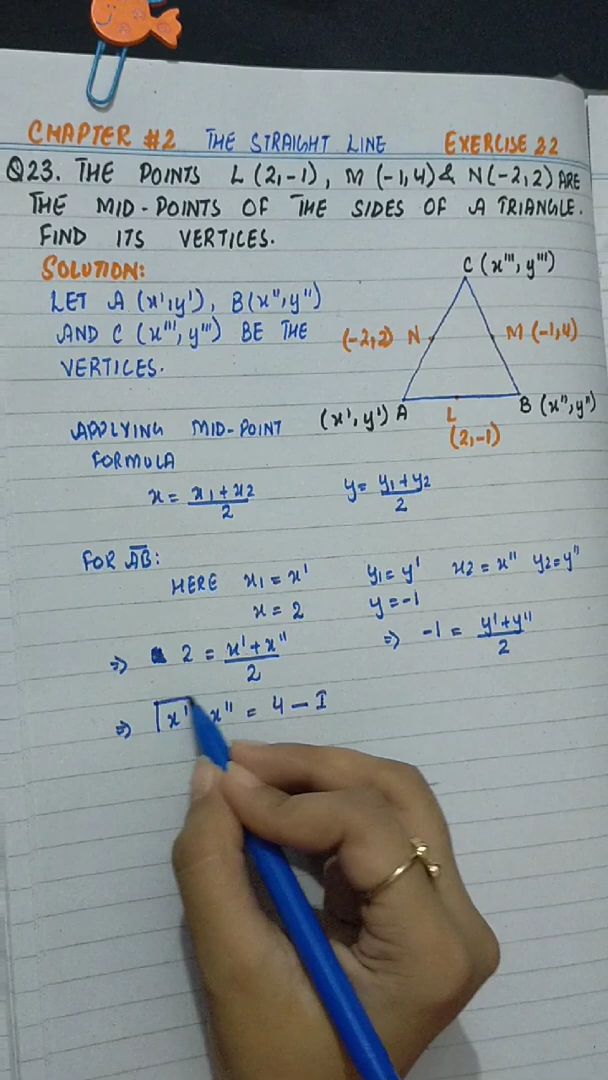 CHAPTER #2 THE STRAIGHT LINE EXERCISE 2.2
Q23. THE POINTS L(2,-1), M(-1,4) & N(-2,2) ARE
THE MID-POINTS OF THE SIDES OF A TRIANGLE.
FIND ITS VERTICES.
SOLUTION:
LET A(x',y'), B(x'',y'')
AND C (x''',y''') BE THE
VERTICES.
C (x''',y''')
(-2,2) N
M (-1,4)
(x',y') A
L
(2,-1)
B (x'',y'')
APPLYING MID-POINT
FORMULA
x = x1+x2/2 y = y1+y2/2
FOR AB:
HERE x1 = x' y1 = y' x2 = x'' y2 = y''
x = 2 y = -1
⇒ 2 = x'+x''/2 ⇒ -1 = y'+y''/2
⇒ x' x'' = 4 - I